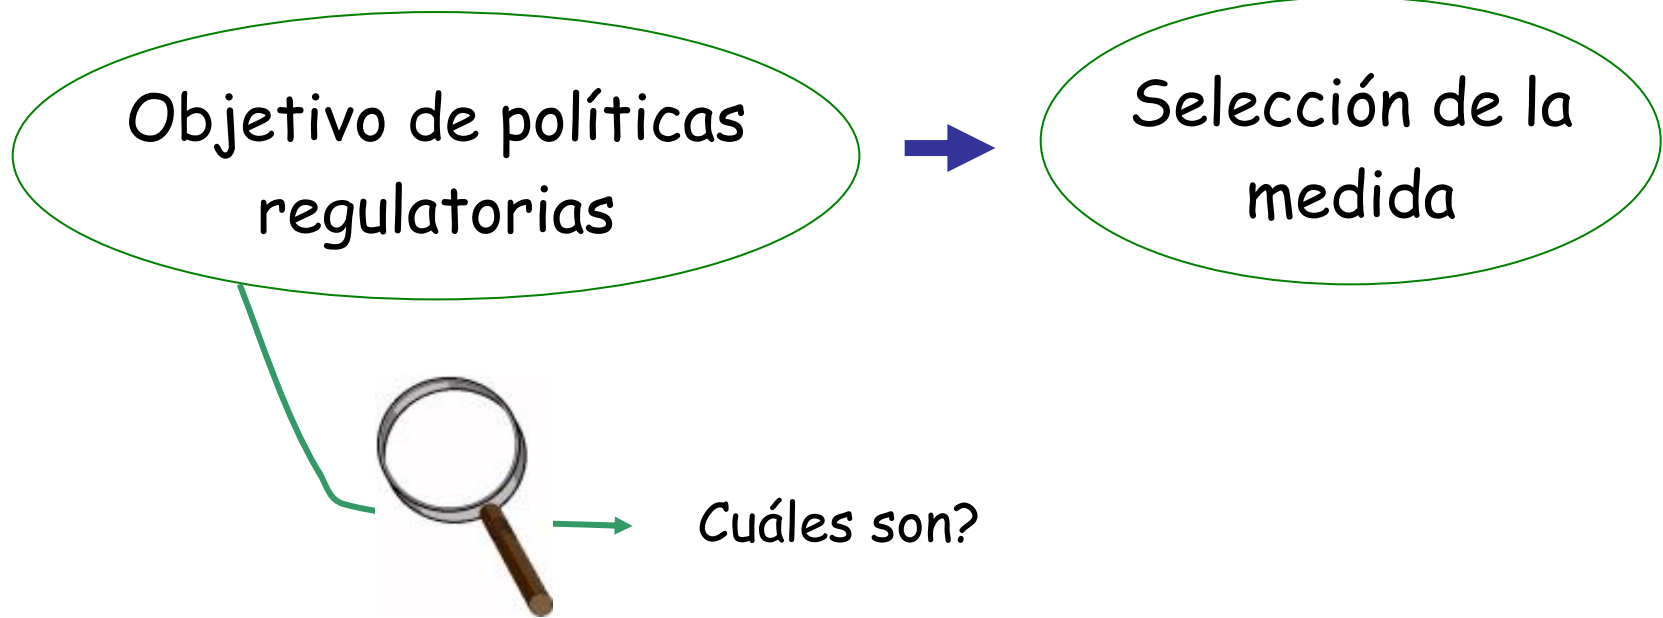 Objetivo de políticas
regulatorias
Selección de la
medida
Cuáles son?